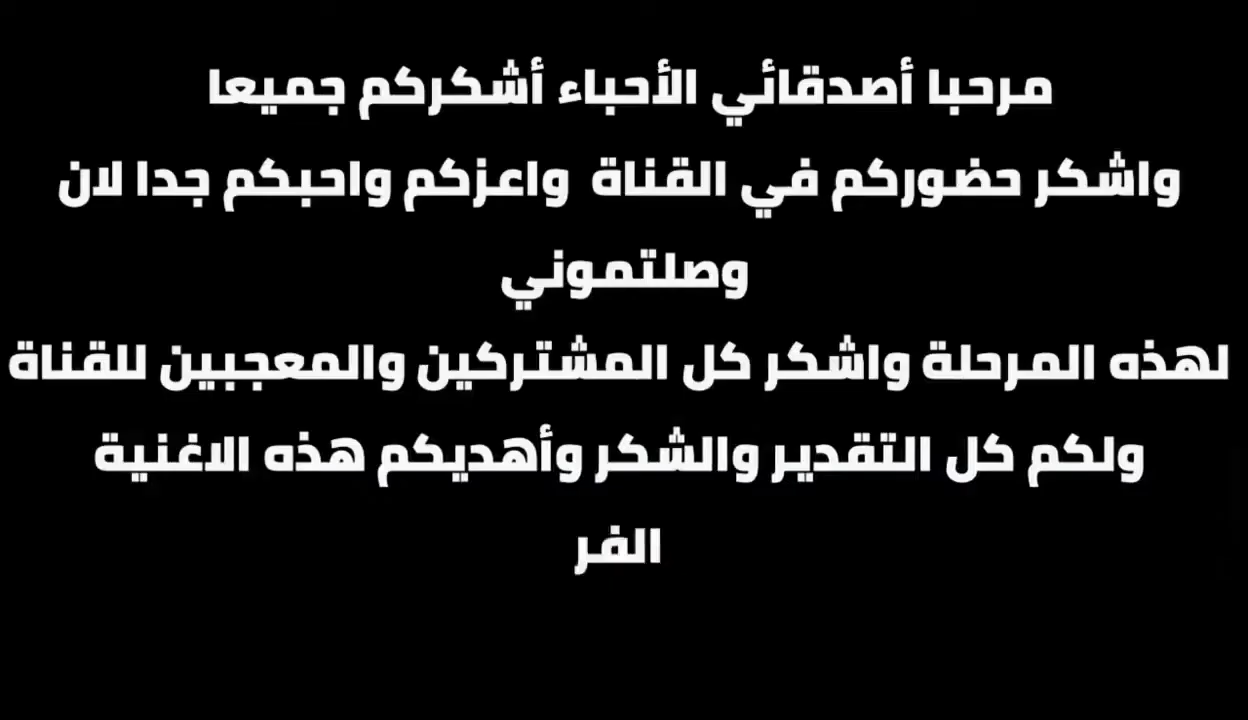 مرحبا أصدقائي الأحباء أشكركم جميعا
واشكر حضوركم في القناة واعزكم واحبكم جدا لان
وصلتموني
لهذه المرحلة واشكر كل المشتركين والمعجبين للقناة
ولكم كل التقدير والشكر وأهديكم هذه الاغنية
الفر